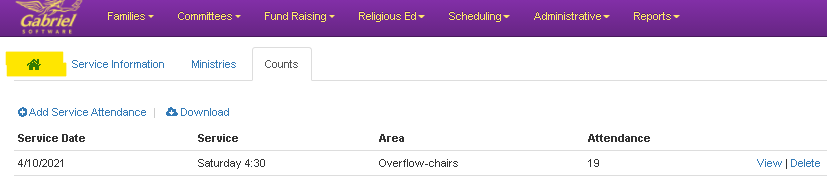 Gabriel
SOFTWARE
Families Committees Fund Raising Religious Ed Scheduling Administrative Reports
Service Information Ministries Counts
Add Service Attendance | Download
Service Date Service Area Attendance
4/10/2021 Saturday 4:30 Overflow-chairs 19 View | Delete